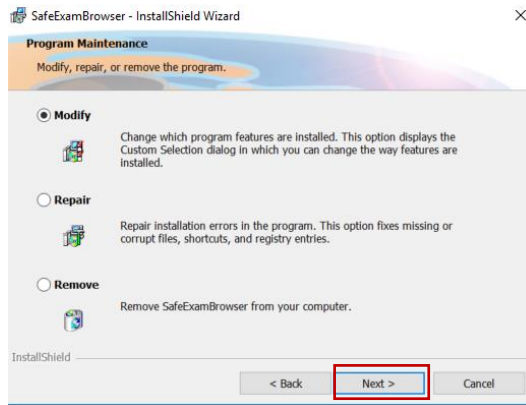 SafeExamBrowser - InstallShield Wizard
Program Maintenance
Modify, repair, or remove the program.
Modify
Change which program features are installed. This option displays the
Custom Selection dialog in which you can change the way features are
installed.
Repair
Repair installation errors in the program. This option fixes missing or
corrupt files, shortcuts, and registry entries.
Remove
Remove SafeExamBrowser from your computer.
InstallShield
< Back Next > Cancel